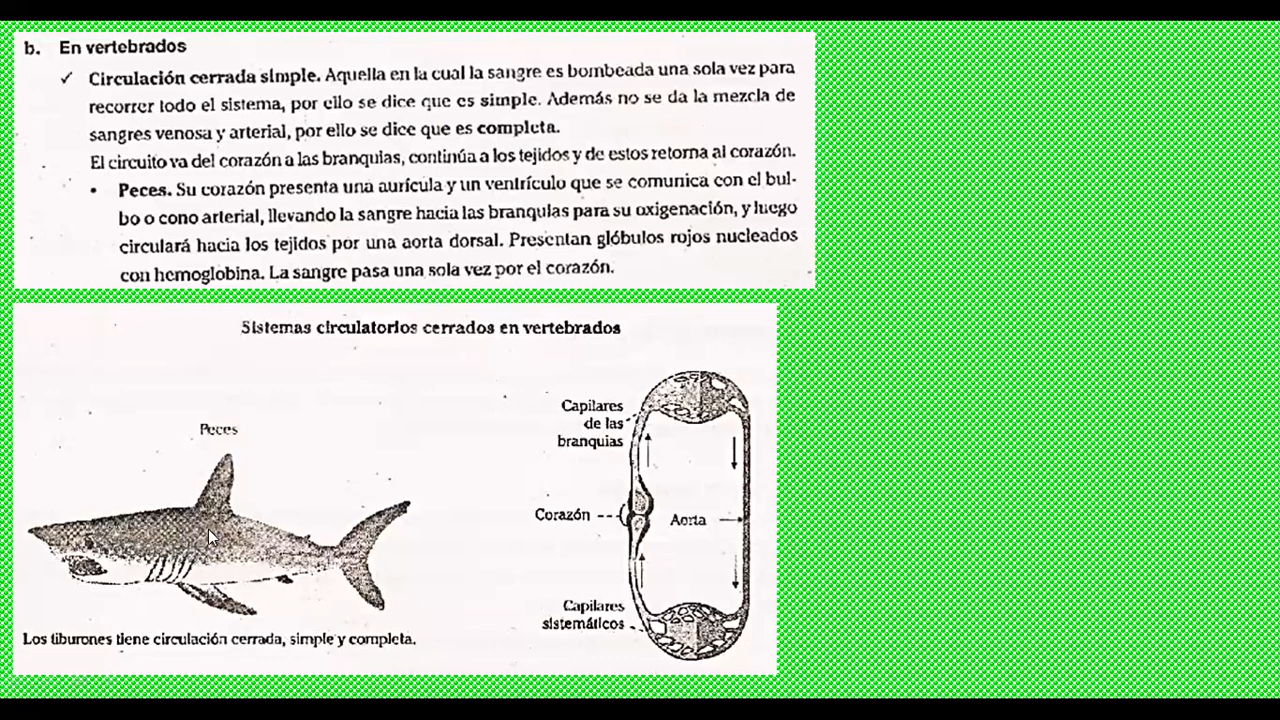 b. En vertebrados
✓ Circulación cerrada simple. Aquella en la cual la sangre es bombeada una sola vez para
recorrer todo el sistema, por ello se dice que es simple. Además no se da la mezcla de
sangres venosa y arterial, por ello se dice que es completa.
El circuito va del corazón a las branquias, continúa a los tejidos y de estos retorna al corazón.
• Peces. Su corazón presenta una aurícula y un ventrículo que se comunica con el bul-
bo o cono arterial, llevando la sangre hacia las branquias para su oxigenación, y luego
circulará hacia los tejidos por una aorta dorsal. Presentan glóbulos rojos nucleados
con hemoglobina. La sangre pasa una sola vez por el corazón.
Sistemas circulatorios cerrados en vertebrados
Peces
Los tiburones tiene circulación cerrada, simple y completa.
Capilares
de las
branquias
Corazón
Aorta
Capilares
sistemáticos